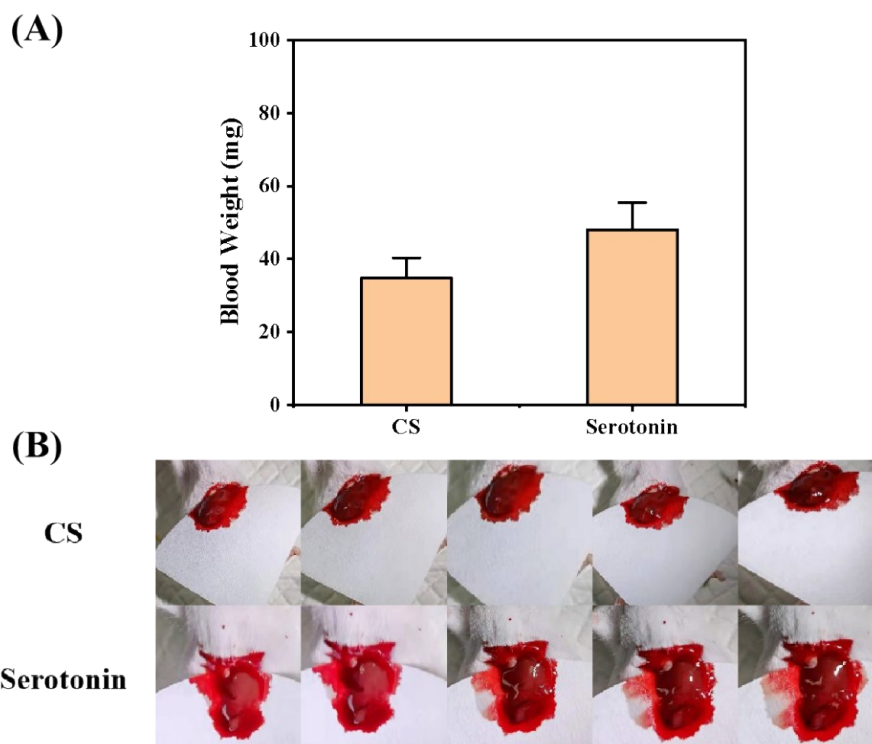 (A)
100
80
60
40
20
0
Blood Weight (mg)
CS
Serotonin
(B)
CS
Serotonin